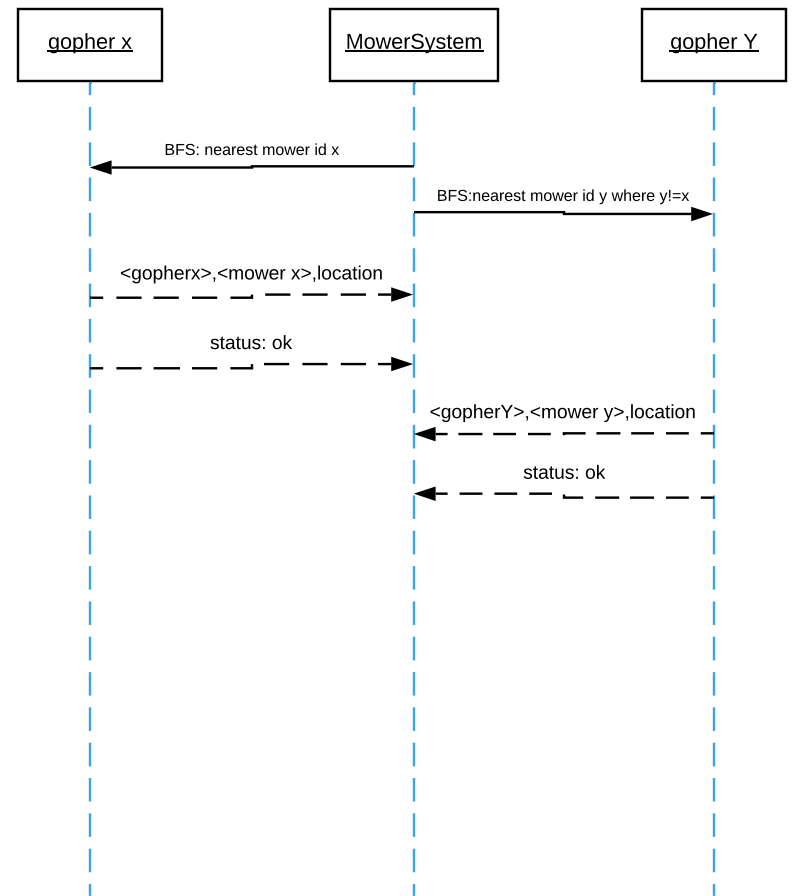 gopher x
MowerSystem
gopher Y
BFS: nearest mower id x
BFS:nearest mower id y where y!=x
<gopherx>,<mower x>,location
status: ok
<gopherY>,<mower y>,location
status: ok